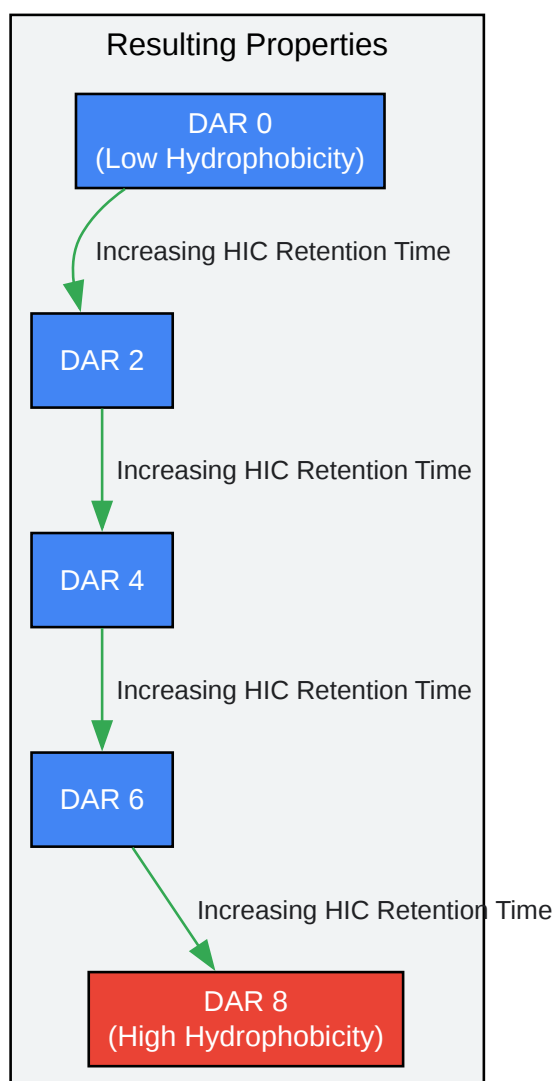 Resulting Properties
DAR 0
(Low Hydrophobicity)
Increasing HIC Retention Time
DAR 2
Increasing HIC Retention Time
DAR 4
Increasing HIC Retention Time
DAR 6
Increasing HIC Retention Time
DAR 8
(High Hydrophobicity)